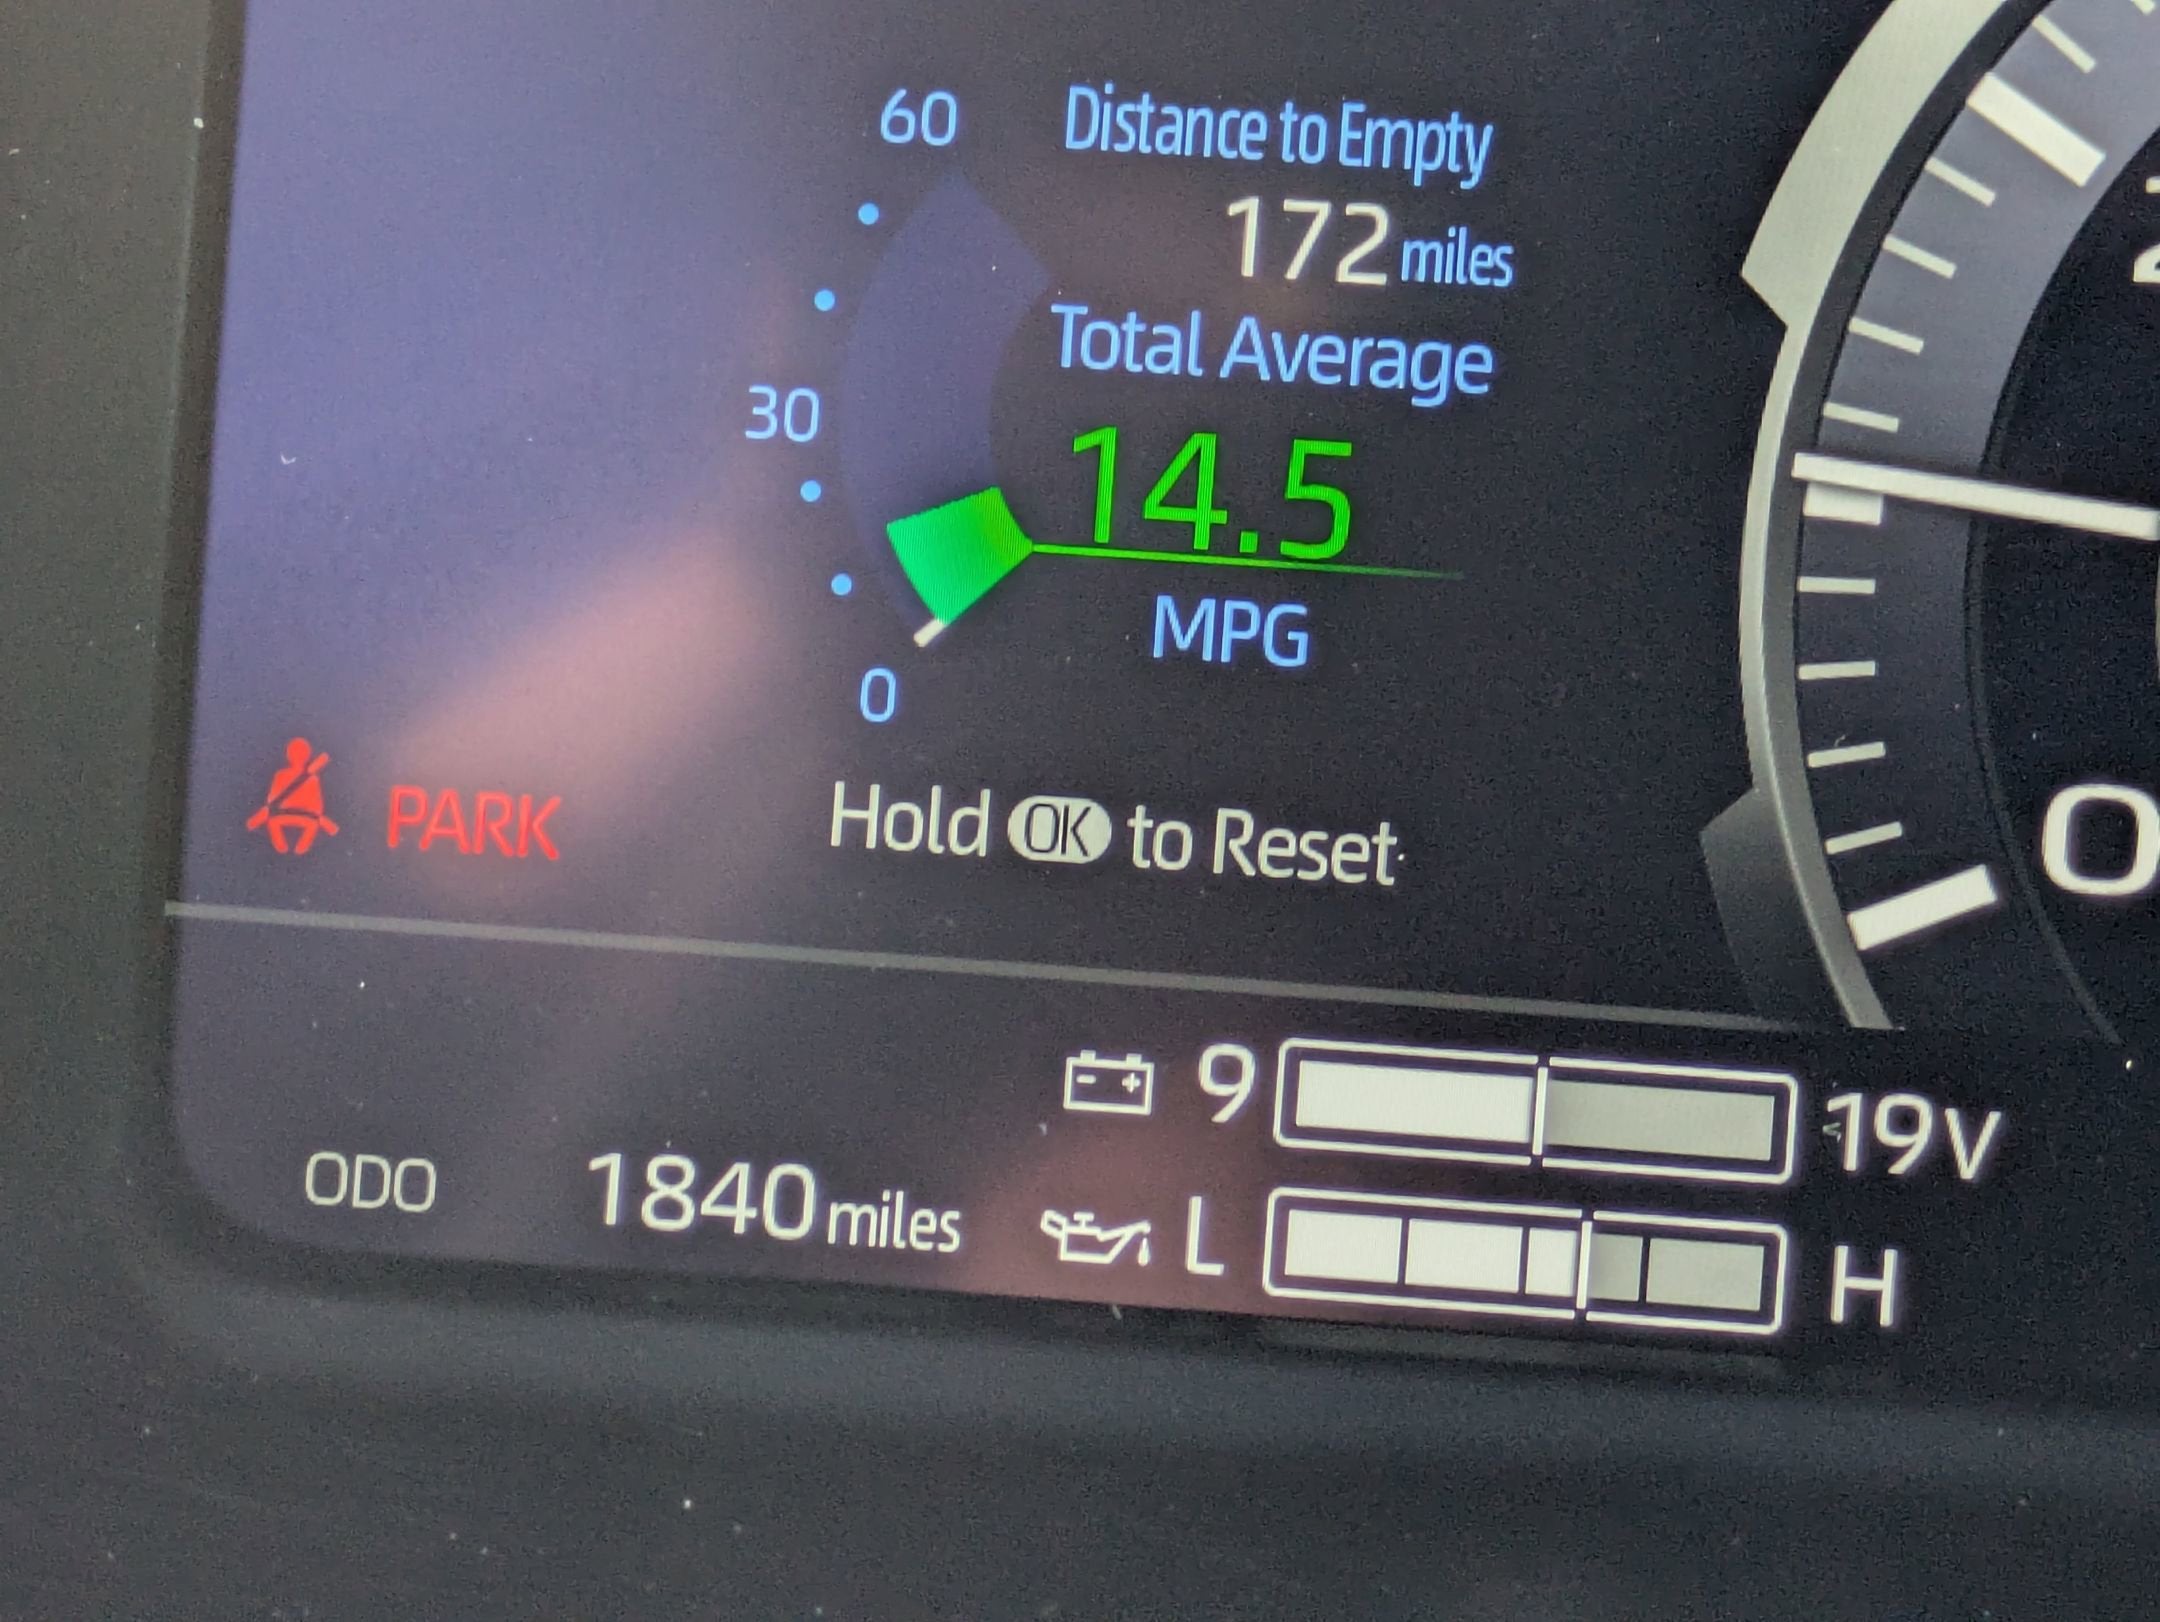 60
Distance to Empty
172 miles
Total Average
30
14.5
MPG
0
PARK
Hold OK to Reset
0
9 19V
ODO 1840 miles
L H